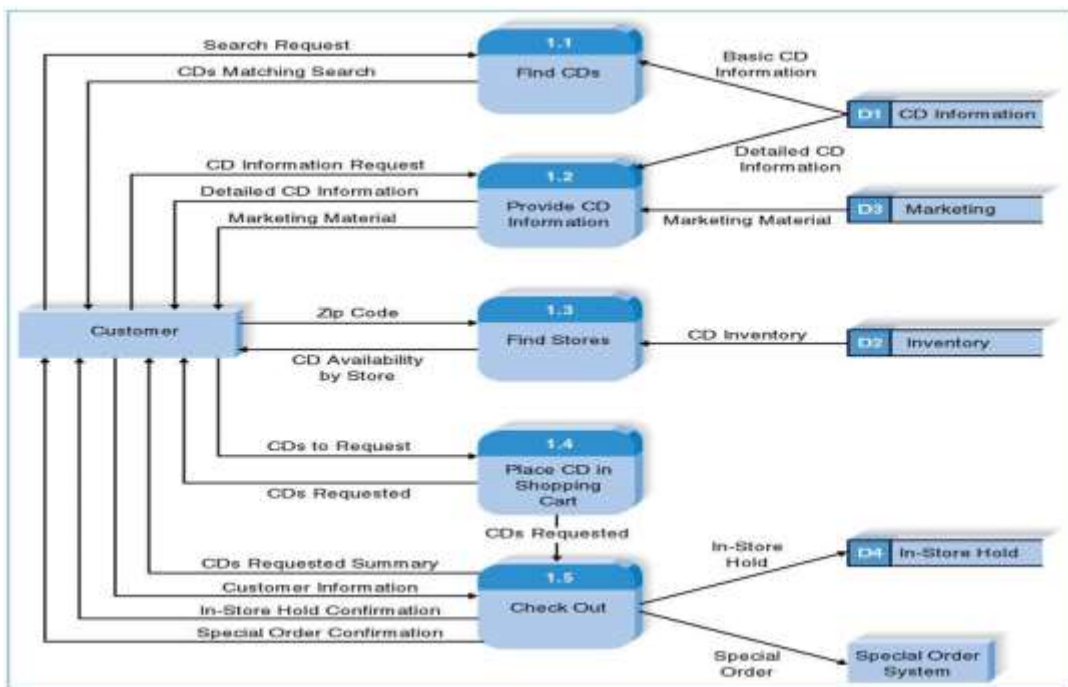 Search Request
1.1
Find CDs
CDs Matching Search
Basic CD
Information
D1 CD Information
Detailed CD
Information
CD Information Request
1.2
Provide CD
Information
Detailed CD Information
Marketing Material
Marketing Material
D3 Marketing
Customer
Zip Code
1.3
Find Stores
CD Availability
by Store
CD Inventory
D2 Inventory
CDs to Request
1.4
Place CD in
Shopping
Cart
CDs Requested
CDs Requested
In-Store
Hold
D4 In-Store Hold
CDs Requested Summary
1.5
Check Out
Customer Information
In-Store Hold Confirmation
Special Order Confirmation
Special
Order
Special Order
System